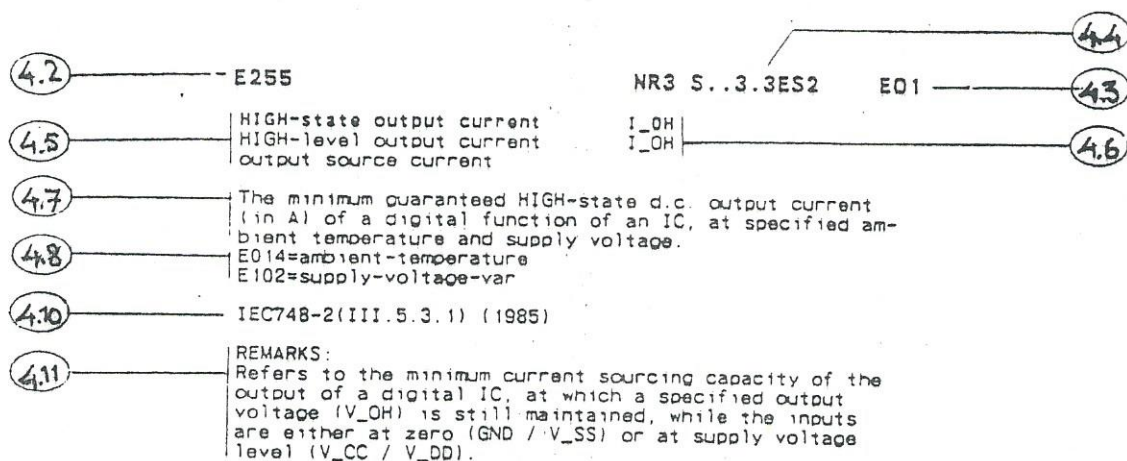 4.4
4.2 E255 NR3 S..3.3ES2 E01 4.3
4.5 HIGH-state output current I_OH
HIGH-level output current I_OH 4.6
output source current
4.7 The minimum guaranteed HIGH-state d.c. output current
(in A) of a digital function of an IC, at specified am-
bient temperature and supply voltage.
4.8 E014=ambient-temperature
E102=supply-voltage-var
4.10 IEC748-2(III.5.3.1) (1985)
REMARKS:
4.11 Refers to the minimum current sourcing capacity of the
output of a digital IC, at which a specified output
voltage (V_OH) is still maintained, while the inputs
are either at zero (GND / V_SS) or at supply voltage
level (V_CC / V_DD).